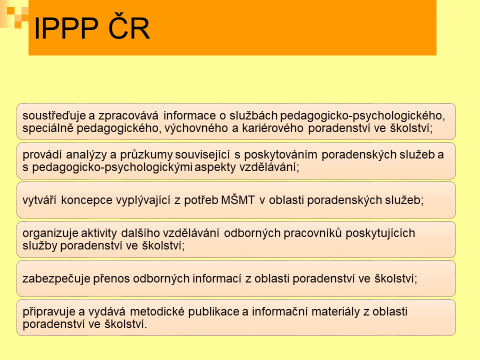 IPPP ČR
soustřeďuje a zpracovává informace o službách pedagogicko-psychologického,
speciálně pedagogického, výchovného a kariérového poradenství ve školství;
provádí analýzy a průzkumy související s poskytováním poradenských služeb a
s pedagogicko-psychologickými aspekty vzdělávání;
vytváří koncepce vyplývající z potřeb MŠMT v oblasti poradenských služeb;
organizuje aktivity dalšího vzdělávání odborných pracovníků poskytujících
služby poradenství ve školství;
zabezpečuje přenos odborných informací z oblasti poradenství ve školství;
připravuje a vydává metodické publikace a informační materiály z oblasti
poradenství ve školství.